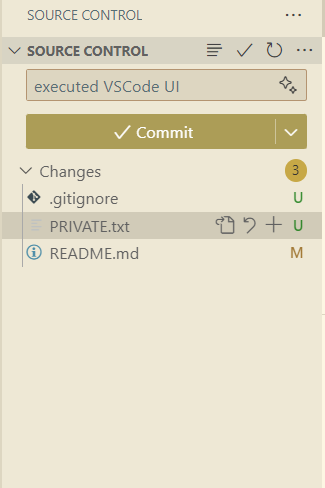 SOURCE CONTROL
SOURCE CONTROL
executed VSCode UI
Commit
Changes 3
.gitignore U
PRIVATE.txt U
README.md M